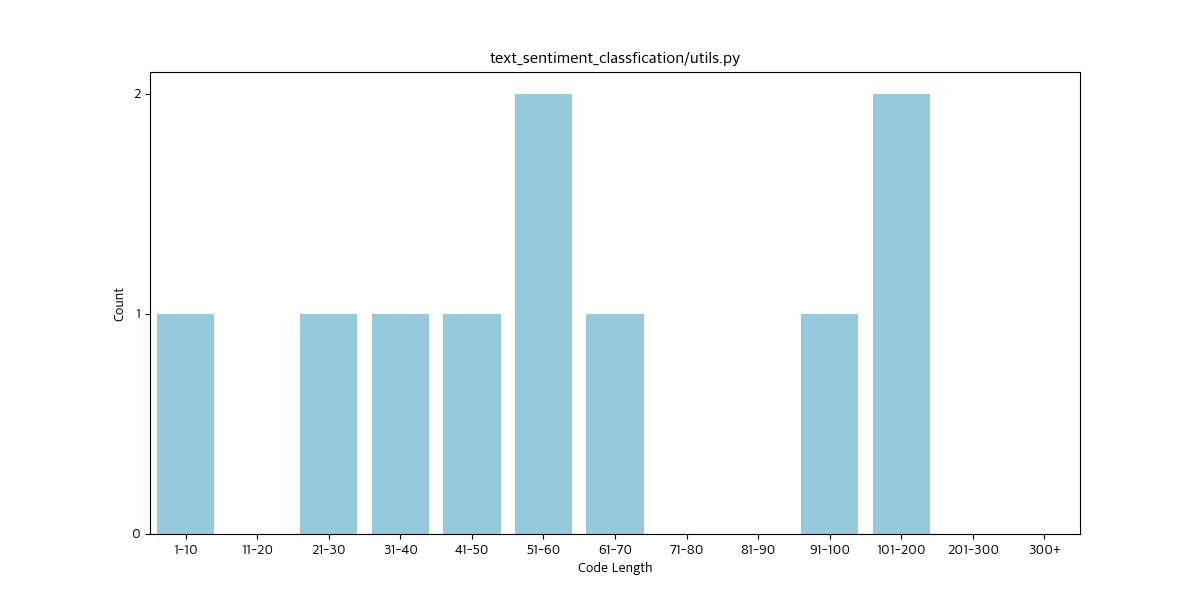 text_sentiment_classfication/utils.py
Count
2
1
0
1-10 11-20 21-30 31-40 41-50 51-60 61-70 71-80 81-90 91-100 101-200 201-300 300+
Code Length